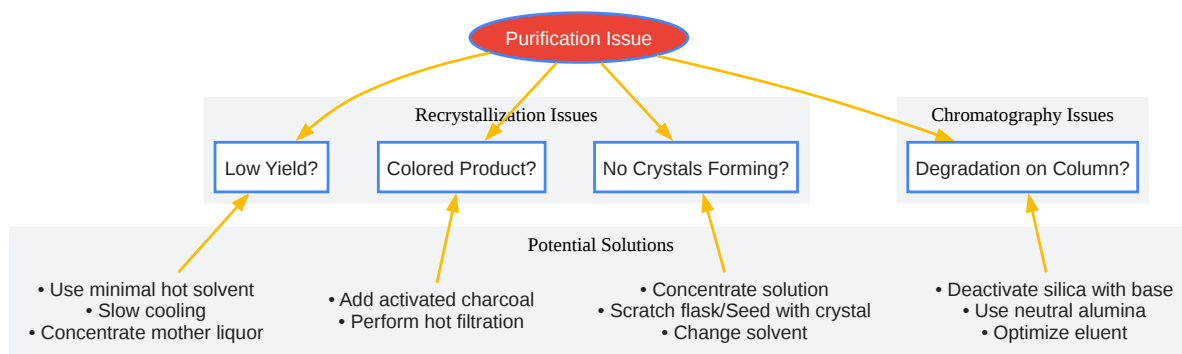 Purification Issue
Recrystallization Issues
Chromatography Issues
Low Yield?
Colored Product?
No Crystals Forming?
Degradation on Column?
Potential Solutions
• Use minimal hot solvent
• Slow cooling
• Concentrate mother liquor
• Add activated charcoal
• Perform hot filtration
• Concentrate solution
• Scratch flask/Seed with crystal
• Change solvent
• Deactivate silica with base
• Use neutral alumina
• Optimize eluent